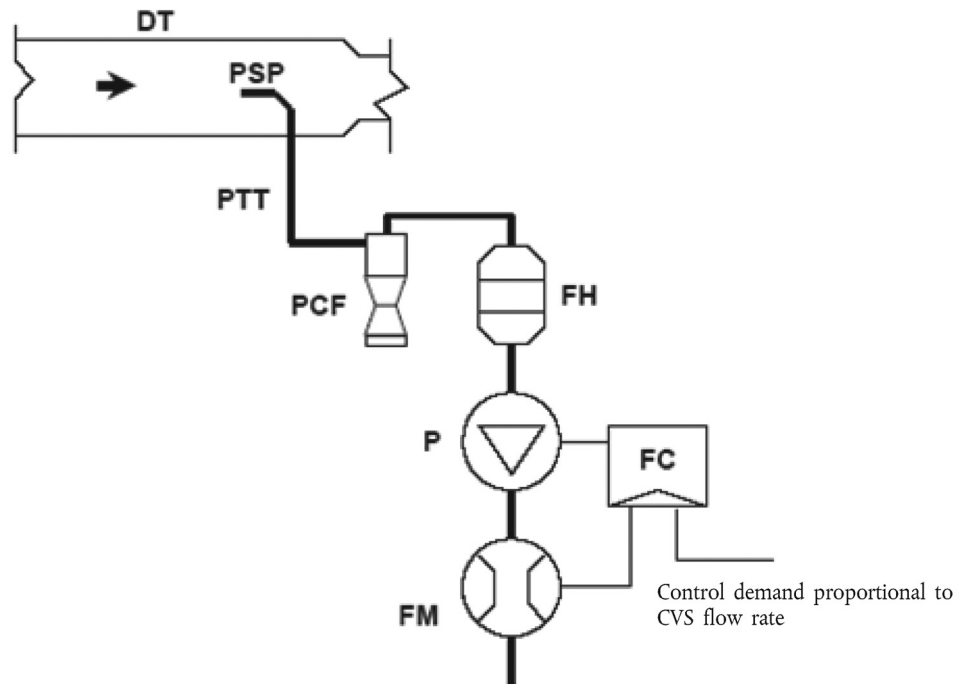 DT
PSP
PTT
PCF
FH
P
FC
FM
Control demand proportional to
CVS flow rate